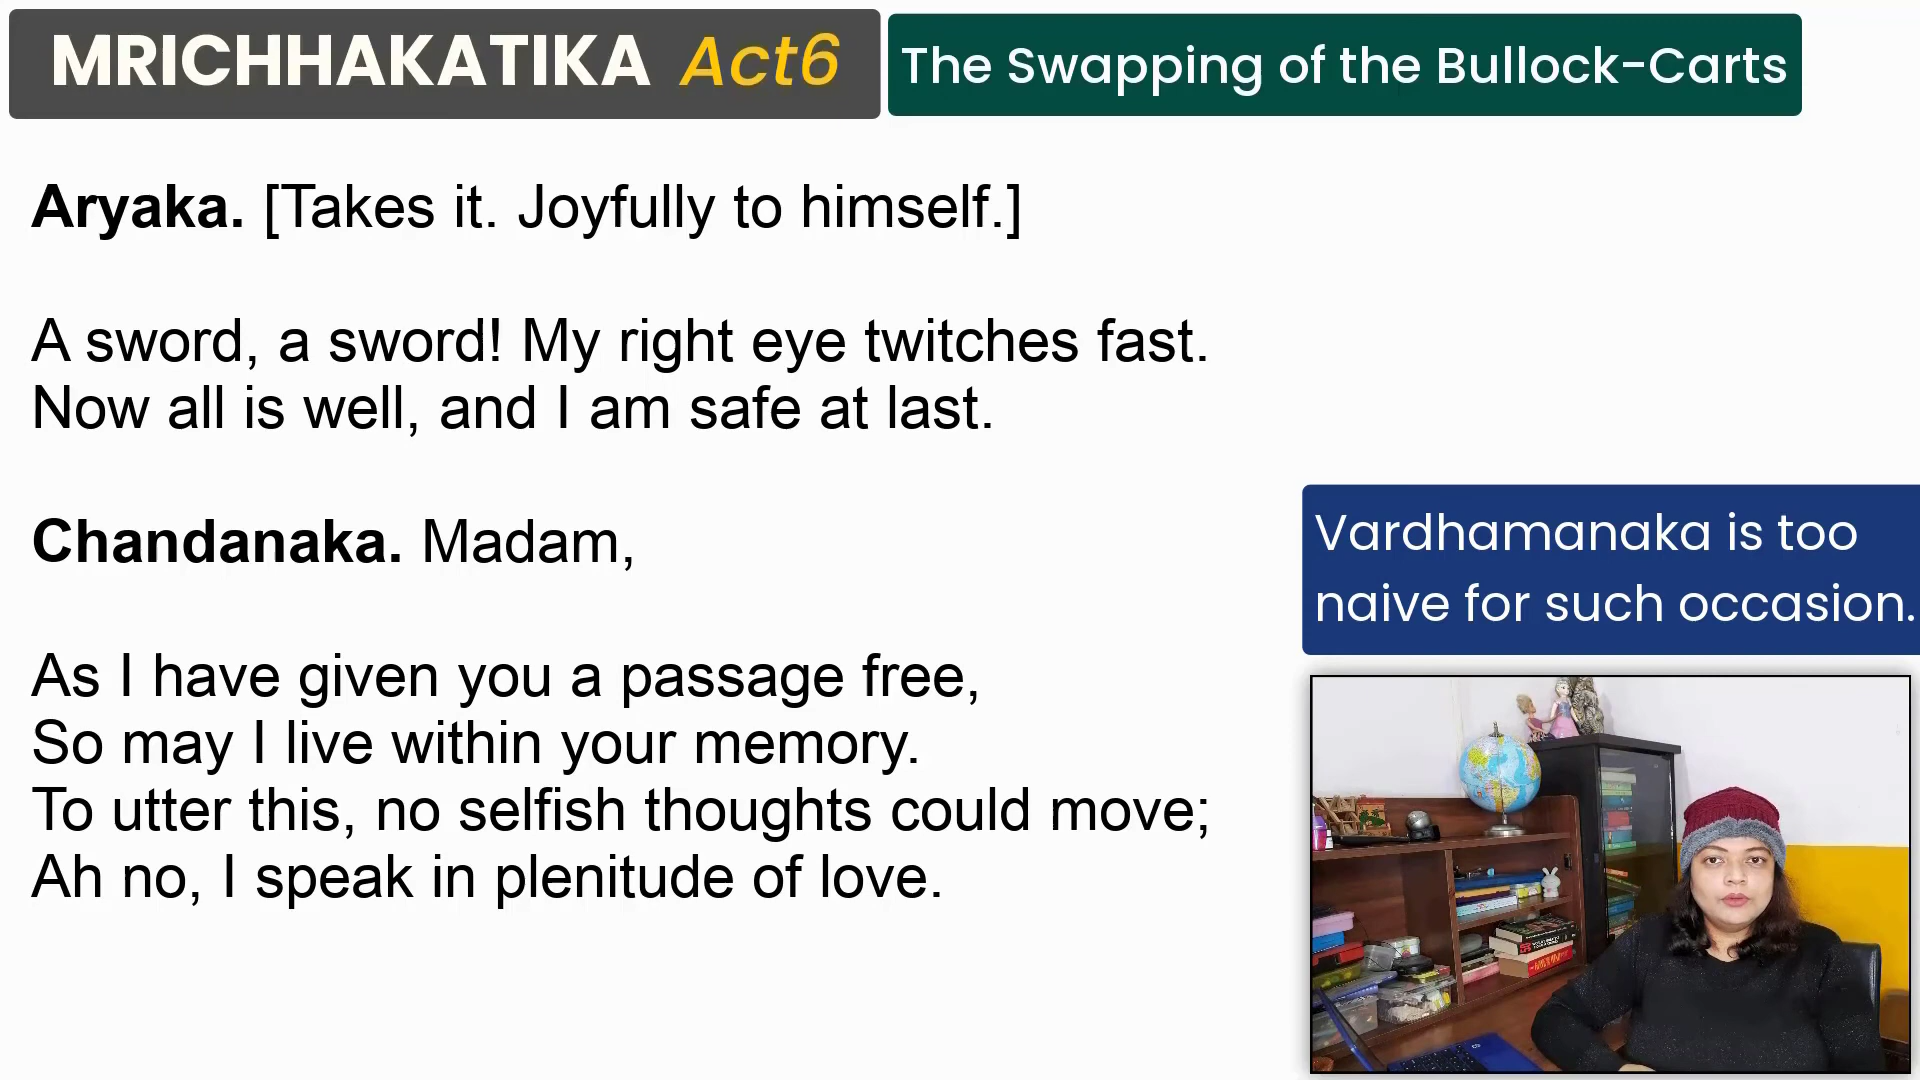 MRICHHAKATIKA Act6
The Swapping of the Bullock-Carts
Aryaka. [Takes it. Joyfully to himself.]
A sword, a sword! My right eye twitches fast.
Now all is well, and I am safe at last.
Chandanaka. Madam,
As I have given you a passage free,
So may I live within your memory.
To utter this, no selfish thoughts could move;
Ah no, I speak in plenitude of love.
Vardhamanaka is too
naive for such occasion.